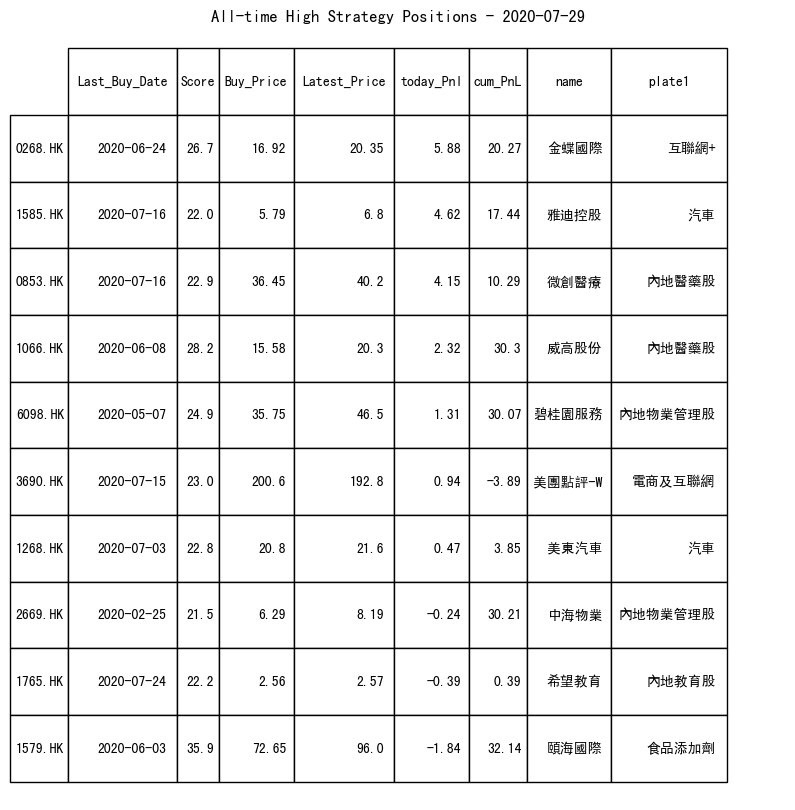 All-time High Strategy Positions - 2020-07-29
Last_Buy_Date Score Buy_Price Latest_Price today_Pnl cum_PnL name plate1
0268.HK 2020-06-24 26.7 16.92 20.35 5.88 20.27 金蝶國際 互聯網+
1585.HK 2020-07-16 22.0 5.79 6.8 4.62 17.44 雅迪控股 汽車
0853.HK 2020-07-16 22.9 36.45 40.2 4.15 10.29 微創醫療 內地醫藥股
1066.HK 2020-06-08 28.2 15.58 20.3 2.32 30.3 威高股份 內地醫藥股
6098.HK 2020-05-07 24.9 35.75 46.5 1.31 30.07 碧桂園服務 內地物業管理股
3690.HK 2020-07-15 23.0 200.6 192.8 0.94 -3.89 美團點評-W 電商及互聯網
1268.HK 2020-07-03 22.8 20.8 21.6 0.47 3.85 美東汽車 汽車
2669.HK 2020-02-25 21.5 6.29 8.19 -0.24 30.21 中海物業 內地物業管理股
1765.HK 2020-07-24 22.2 2.56 2.57 -0.39 0.39 希望教育 內地教育股
1579.HK 2020-06-03 35.9 72.65 96.0 -1.84 32.14 頤海國際 食品添加劑